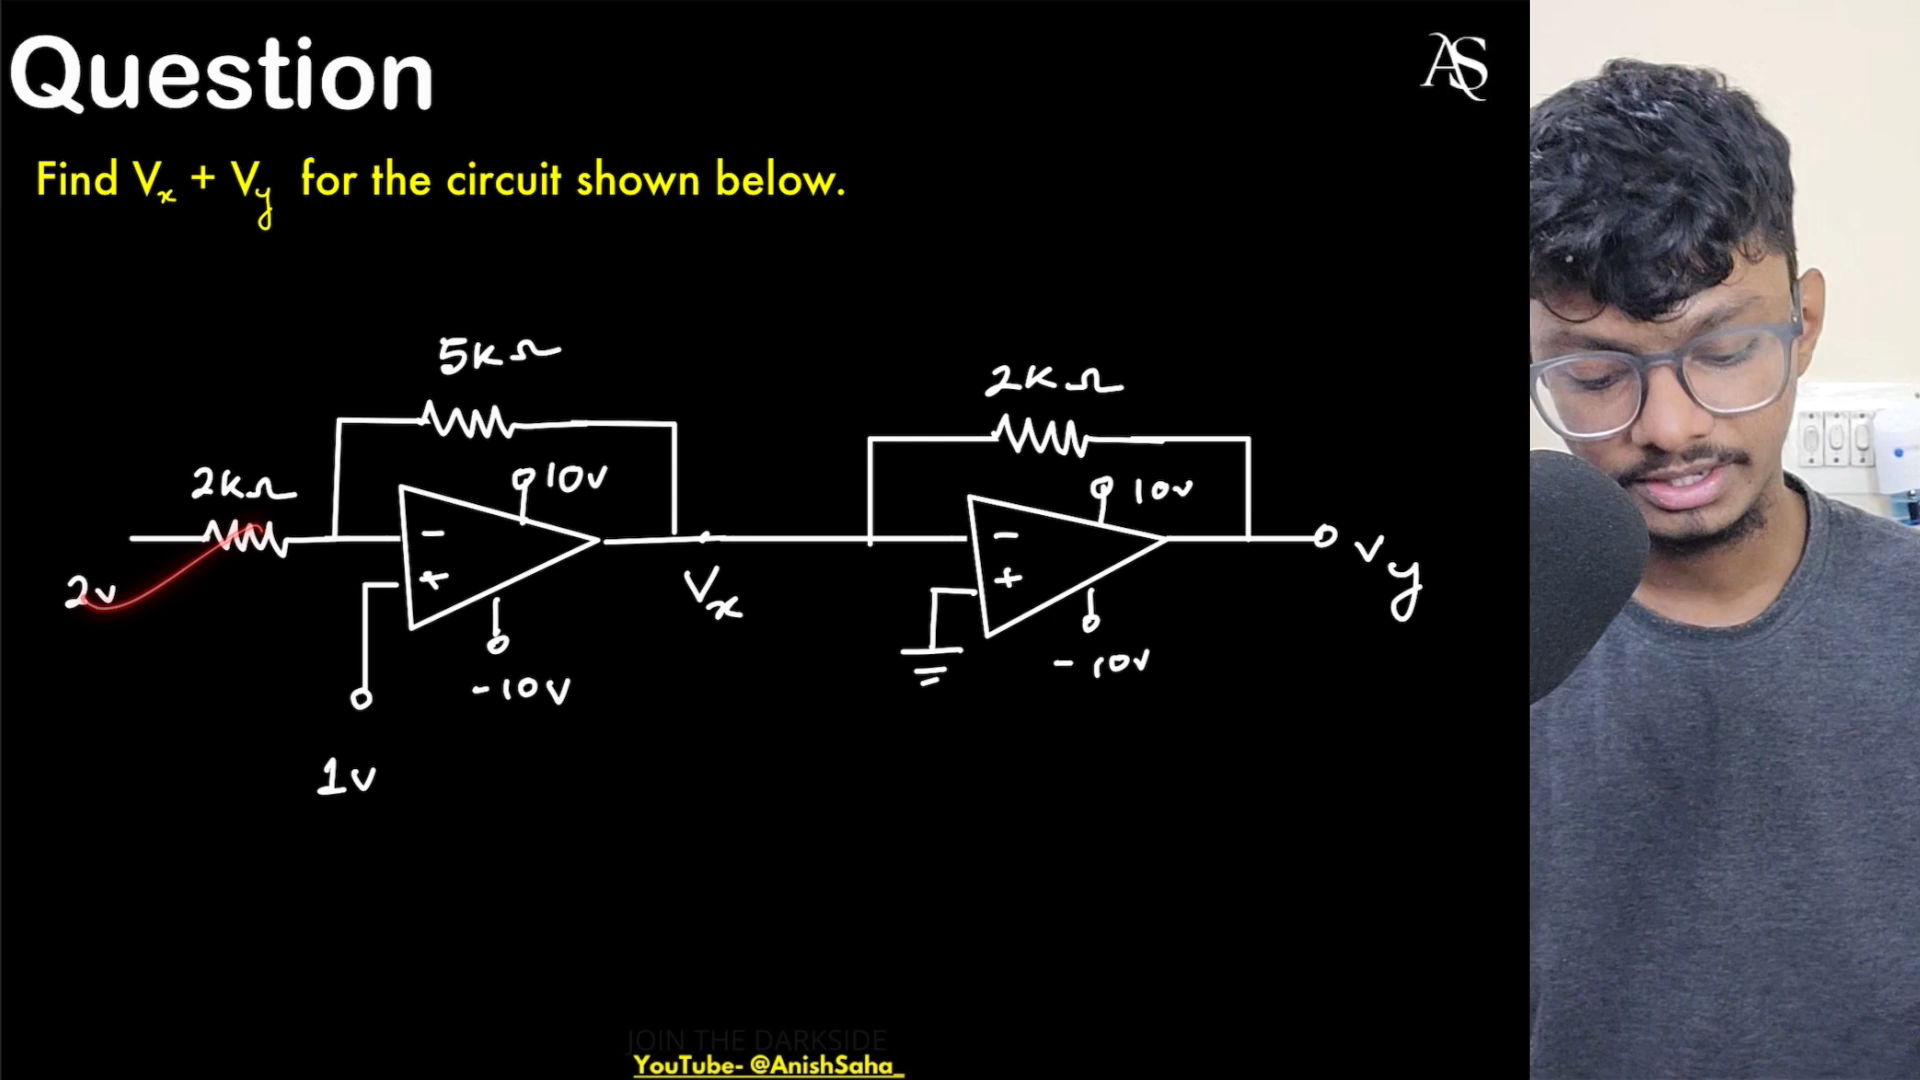 Question
AS
Find Vx + Vy for the circuit shown below.
5kΩ
2kΩ
2kΩ
10v
10v
2v
-
+
Vx
-
+
Vy
-10v
-10v
1v
JOIN THE DARKSIDE
YouTube- @AnishSaha_